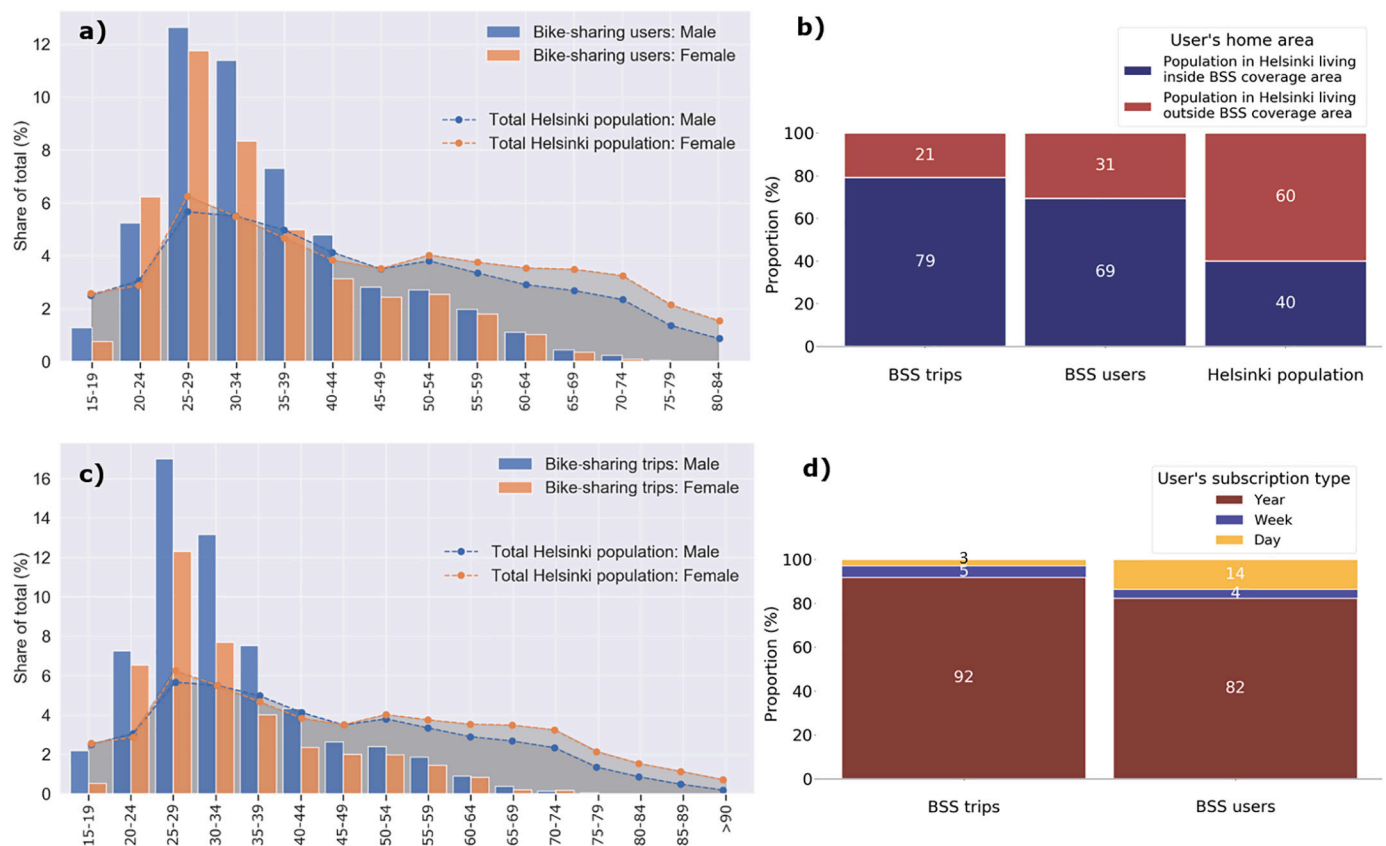 a)
Bike-sharing users: Male
Bike-sharing users: Female
Total Helsinki population: Male
Total Helsinki population: Female
Share of total (%)
12
10
8
6
4
2
0
15-19
20-24
25-29
30-34
35-39
40-44
45-49
50-54
55-59
60-64
65-69
70-74
75-79
80-84
b)
User's home area
Population in Helsinki living
inside BSS coverage area
Population in Helsinki living
outside BSS coverage area
Proportion (%)
100
80
60
40
20
0
21
31
60
79
69
40
BSS trips
BSS users
Helsinki population
c)
Bike-sharing trips: Male
Bike-sharing trips: Female
Total Helsinki population: Male
Total Helsinki population: Female
Share of total (%)
16
14
12
10
8
6
4
2
0
15-19
20-24
25-29
30-34
35-39
40-44
45-49
50-54
55-59
60-64
65-69
70-74
75-79
80-84
85-89
>90
d)
User's subscription type
Year
Week
Day
Proportion (%)
100
80
60
40
20
0
3
5
92
14
4
82
BSS trips
BSS users